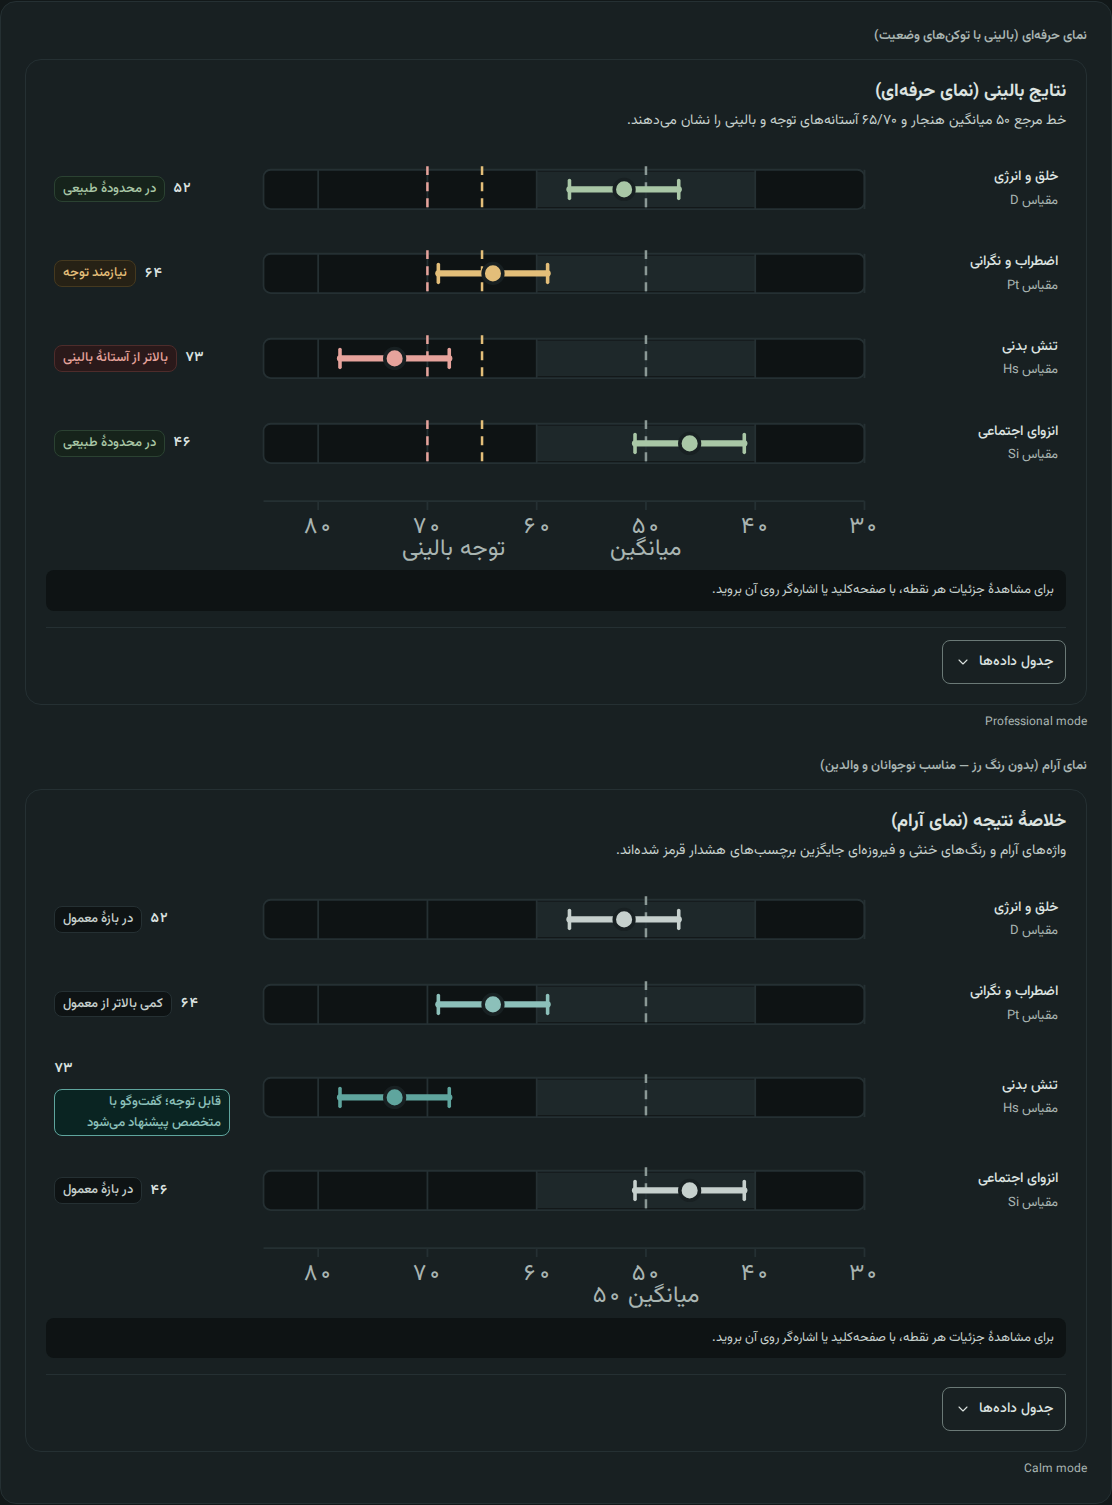 نمای حرفه‌ای (بالینی با توکن‌های وضعیت)
نتایج بالینی (نمای حرفه‌ای)
خط مرجع ۵۰ میانگین هنجار و ۶۵/۷۰ آستانه‌های توجه و بالینی را نشان می‌دهند.
خلق و انرژی
مقیاس D
۵۲ در محدودهٔ طبیعی
اضطراب و نگرانی
مقیاس Pt
۶۴ نیازمند توجه
تنش بدنی
مقیاس Hs
۷۳ بالاتر از آستانهٔ بالینی
انزوای اجتماعی
مقیاس Si
۴۶ در محدودهٔ طبیعی
۳۰ ۴۰ ۵۰ ۶۰ ۷۰ ۸۰
میانگین توجه بالینی
برای مشاهدهٔ جزئیات هر نقطه، با صفحه‌کلید یا اشاره‌گر روی آن بروید.
جدول داده‌ها
Professional mode
نمای آرام (بدون رنگ رز — مناسب نوجوانان و والدین)
خلاصهٔ نتیجه (نمای آرام)
واژه‌های آرام و رنگ‌های خنثی و فیروزه‌ای جایگزین برچسب‌های هشدار قرمز شده‌اند.
خلق و انرژی
مقیاس D
۵۲ در بازهٔ معمول
اضطراب و نگرانی
مقیاس Pt
۶۴ کمی بالاتر از معمول
تنش بدنی
مقیاس Hs
۷۳
قابل توجه؛ گفت‌وگو با
متخصص پیشنهاد می‌شود
انزوای اجتماعی
مقیاس Si
۴۶ در بازهٔ معمول
۳۰ ۴۰ ۵۰ ۶۰ ۷۰ ۸۰
میانگین ۵۰
برای مشاهدهٔ جزئیات هر نقطه، با صفحه‌کلید یا اشاره‌گر روی آن بروید.
جدول داده‌ها
Calm mode